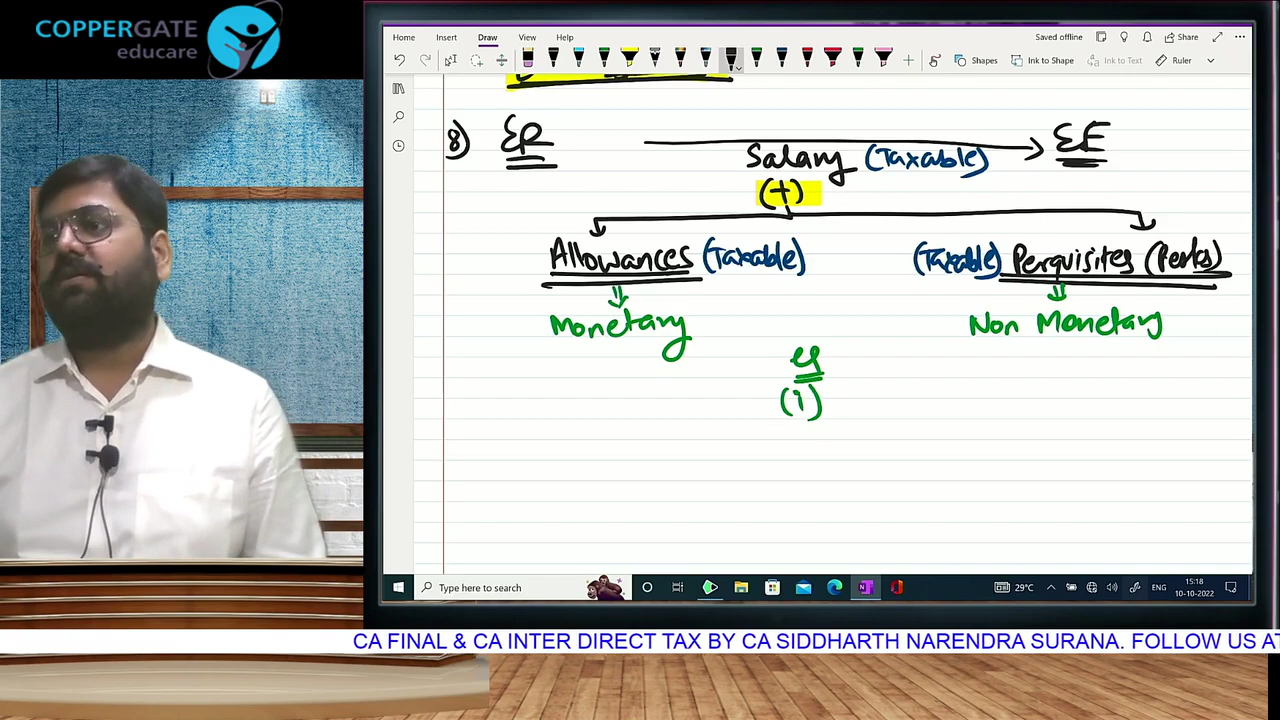 COPPERGATE
educare
Home Insert Draw View Help
Saved offline
Share
Shapes Ink to Shape Ink to Text Ruler
8) ER EE
Salary (Taxable)
(+)
Allowances (Taxable) (Taxable) Perquisites (Perks)
Monetary Non Monetary
eg
(i)
Type here to search
29°C
ENG
15:18
10-10-2022
CA FINAL & CA INTER DIRECT TAX BY CA SIDDHARTH NARENDRA SURANA. FOLLOW US AT